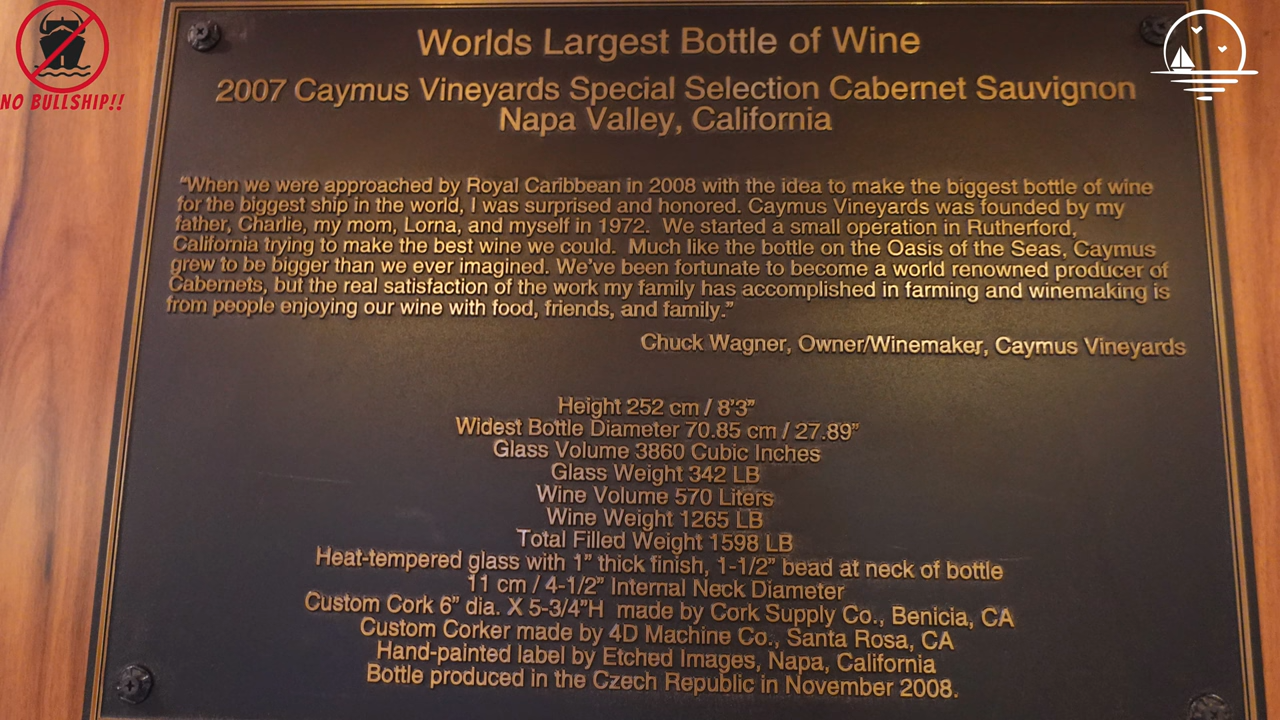 NO BULLSHIP!!
Worlds Largest Bottle of Wine
2007 Caymus Vineyards Special Selection Cabernet Sauvignon
Napa Valley, California
"When we were approached by Royal Caribbean in 2008 with the idea to make the biggest bottle of wine
for the biggest ship in the world, I was surprised and honored. Caymus Vineyards was founded by my
father, Charlie, my mom, Lorna, and myself in 1972. We started a small operation in Rutherford,
California trying to make the best wine we could. Much like the bottle on the Oasis of the Seas, Caymus
grew to be bigger than we ever imagined. We've been fortunate to become a world renowned producer of
Cabernets, but the real satisfaction of the work my family has accomplished in farming and winemaking is
from people enjoying our wine with food, friends, and family."
Chuck Wagner, Owner/Winemaker, Caymus Vineyards
Height 252 cm / 8'3"
Widest Bottle Diameter 70.85 cm / 27.89"
Glass Volume 3860 Cubic Inches
Glass Weight 342 LB
Wine Volume 570 Liters
Wine Weight 1265 LB
Total Filled Weight 1598 LB
Heat-tempered glass with 1" thick finish, 1-1/2" bead at neck of bottle
11 cm / 4-1/2" Internal Neck Diameter
Custom Cork 6" dia. X 5-3/4"H made by Cork Supply Co., Benicia, CA
Custom Corker made by 4D Machine Co., Santa Rosa, CA
Hand-painted label by Etched Images, Napa, California
Bottle produced in the Czech Republic in November 2008.